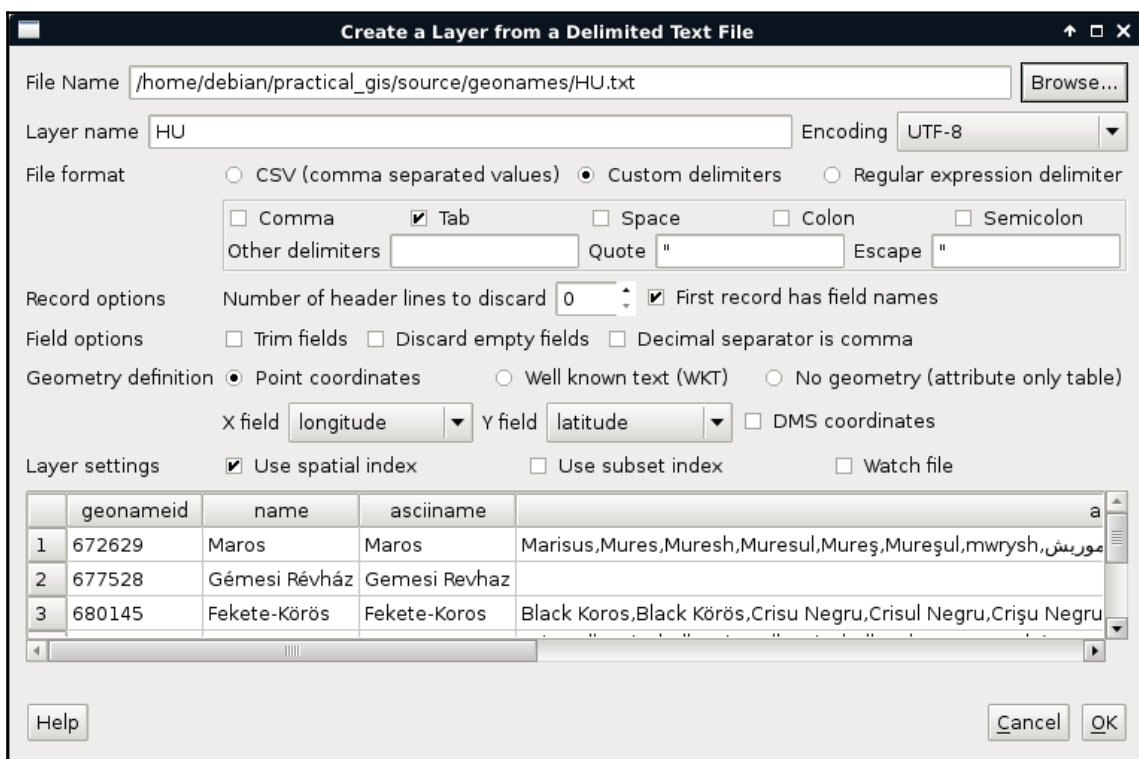 Create a Layer from a Delimited Text File
File Name /home/debian/practical_gis/source/geonames/HU.txt Browse...
Layer name HU Encoding UTF-8
File format CSV (comma separated values) Custom delimiters Regular expression delimiter
Comma Tab Space Colon Semicolon
Other delimiters Quote " Escape "
Record options Number of header lines to discard 0 First record has field names
Field options Trim fields Discard empty fields Decimal separator is comma
Geometry definition Point coordinates Well known text (WKT) No geometry (attribute only table)
X field longitude Y field latitude DMS coordinates
Layer settings Use spatial index Use subset index Watch file
geonameid name asciiname a
1 672629 Maros Maros Marisus,Mures,Muresh,Muresul,Mureş,Mureşul,mwrysh,موریش
2 677528 Gémesi Révház Gemesi Revhaz
3 680145 Fekete-Körös Fekete-Koros Black Koros,Black Körös,Crisu Negru,Crisul Negru,Crişu Negru
Help Cancel OK